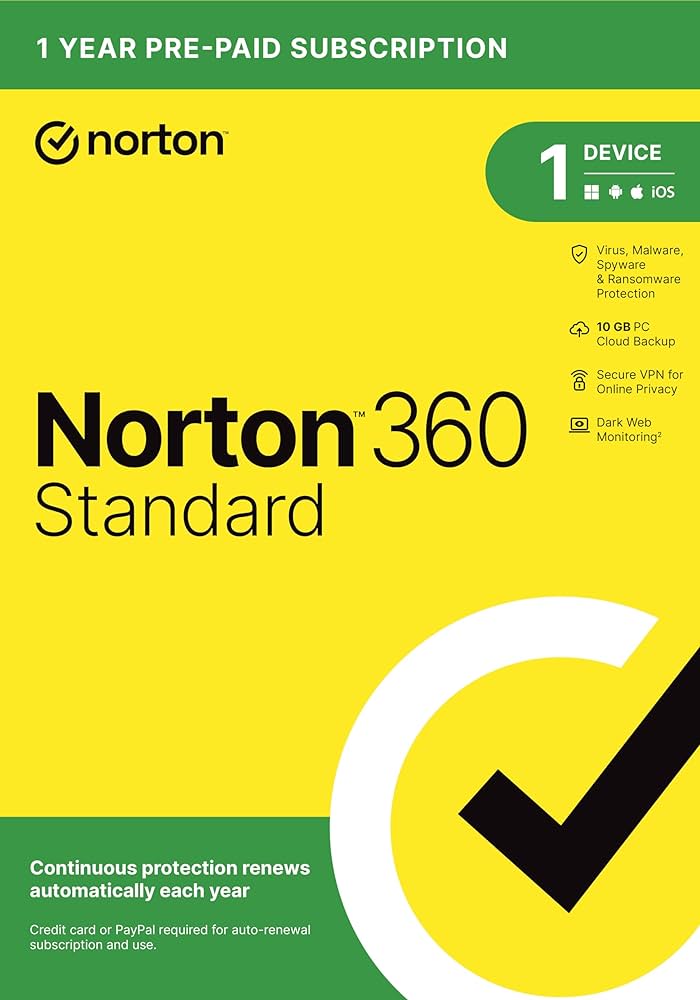 1 YEAR PRE-PAID SUBSCRIPTION
norton™
1 DEVICE
iOS
Virus, Malware,
Spyware
& Ransomware
Protection
10 GB PC
Cloud Backup
Secure VPN for
Online Privacy
Dark Web
Monitoring²
Norton™ 360
Standard
Continuous protection renews
automatically each year
Credit card or PayPal required for auto-renewal
subscription and use.